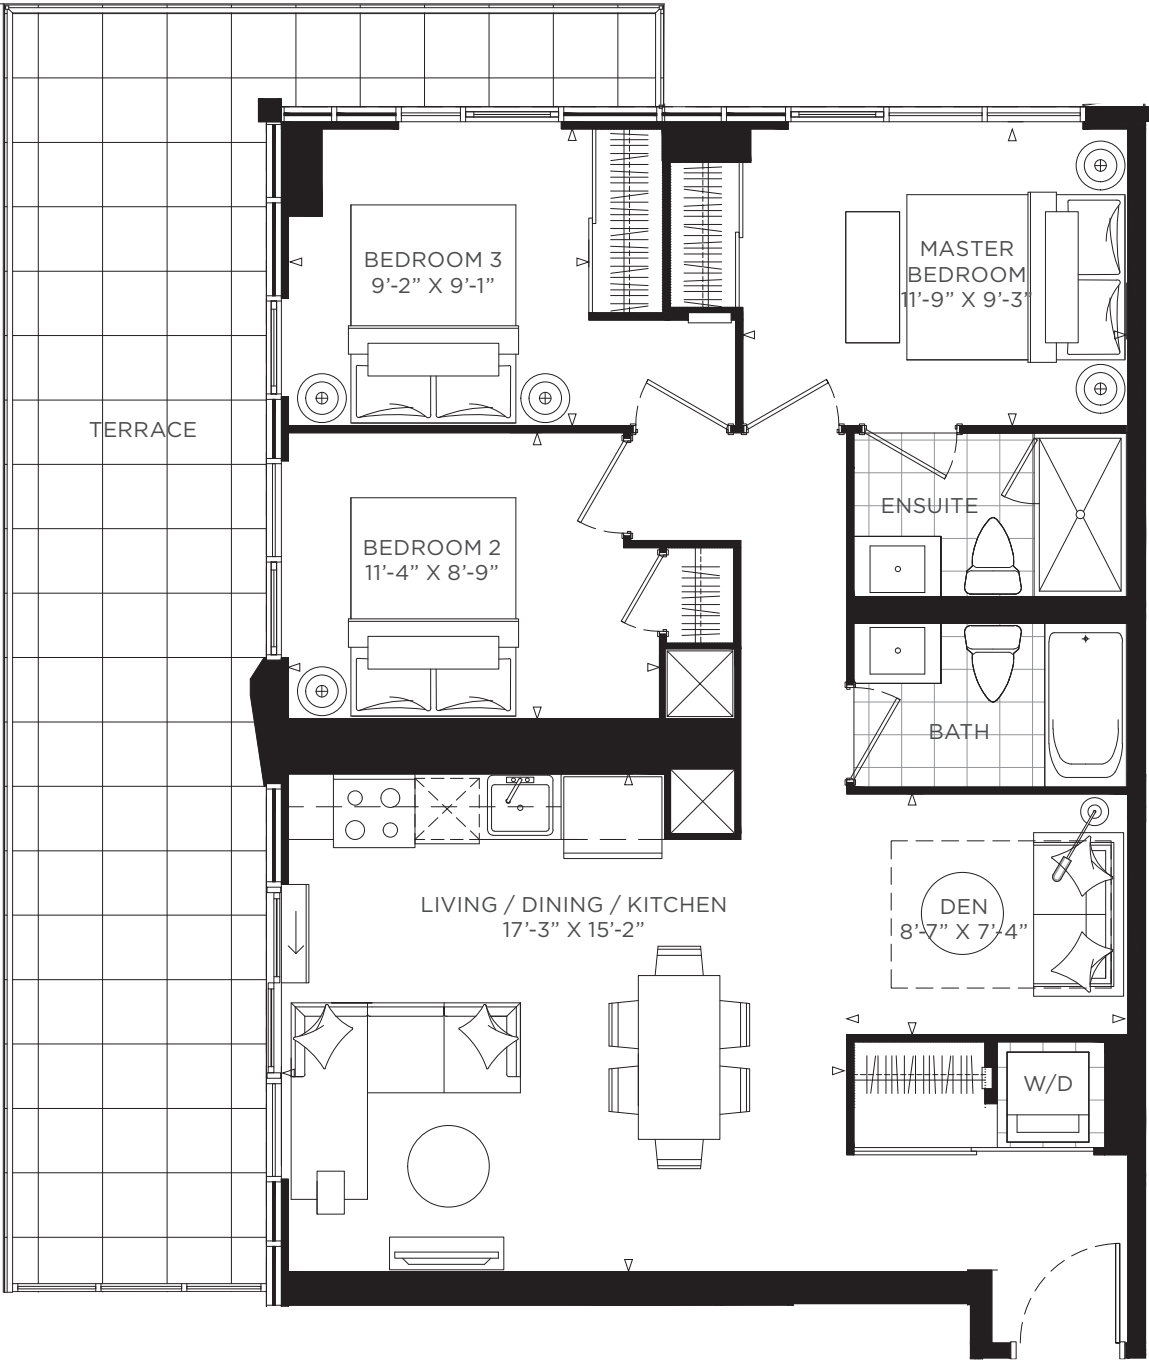 BEDROOM 3
9’-2” X 9’-1”
MASTER
BEDROOM
11’-9” X 9’-3”
TERRACE
ENSUITE
BEDROOM 2
11’-4” X 8’-9”
BATH
LIVING / DINING / KITCHEN
17’-3” X 15’-2”
DEN
8’-7” X 7’-4”
W/D